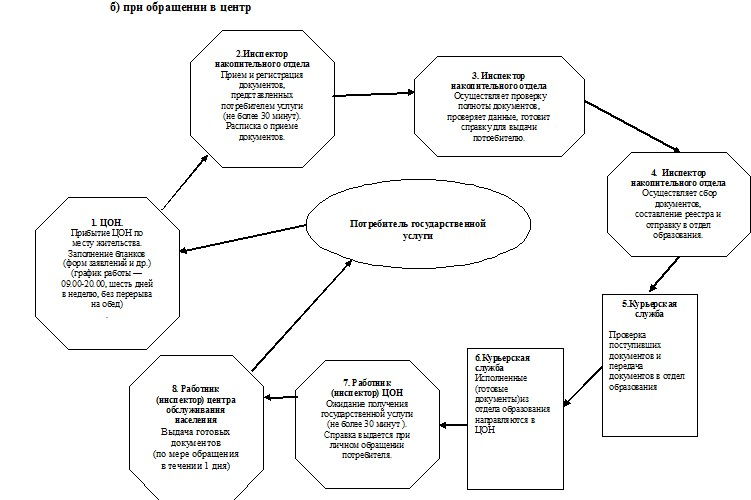 б) при обращении в центр
2.Инспектор
накопительного отдела
Прием и регистрация
документов,
представленных
потребителем услуги
(не более 30 минут).
Расписка о приеме
документов.
3. Инспектор
накопительного отдела
Осуществляет проверку
полноты документов,
проверяет данные, готовит
справку для выдачи
потребителю.
4. Инспектор
накопительного отдела
Осуществляет сбор
документов,
составление реестра и
отправку в отдел
образования.
1. ЦОН.
Прибытие ЦОН по
месту жительства.
Заполнение бланков
(форм заявлений и др.)
(график работы —
09.00-20.00, шесть дней
в неделю, без перерыва
на обед)
.
Потребитель государственной
услуги
5.Курьерская
служба
Проверка
поступивших
документов и
передача
документов в отдел
образования
6.Курьерская
служба
Исполненные
(готовые
документы)из
отдела образования
направляются в
ЦОН
7. Работник
(инспектор) ЦОН
Ожидание получения
государственной услуги
(не более 30 минут ).
Справка выдается при
личном обращении
потребителя.
8. Работник
(инспектор) центра
обслуживания
населения
Выдача готовых
документов
(по мере обращения
в течении 1 дня)